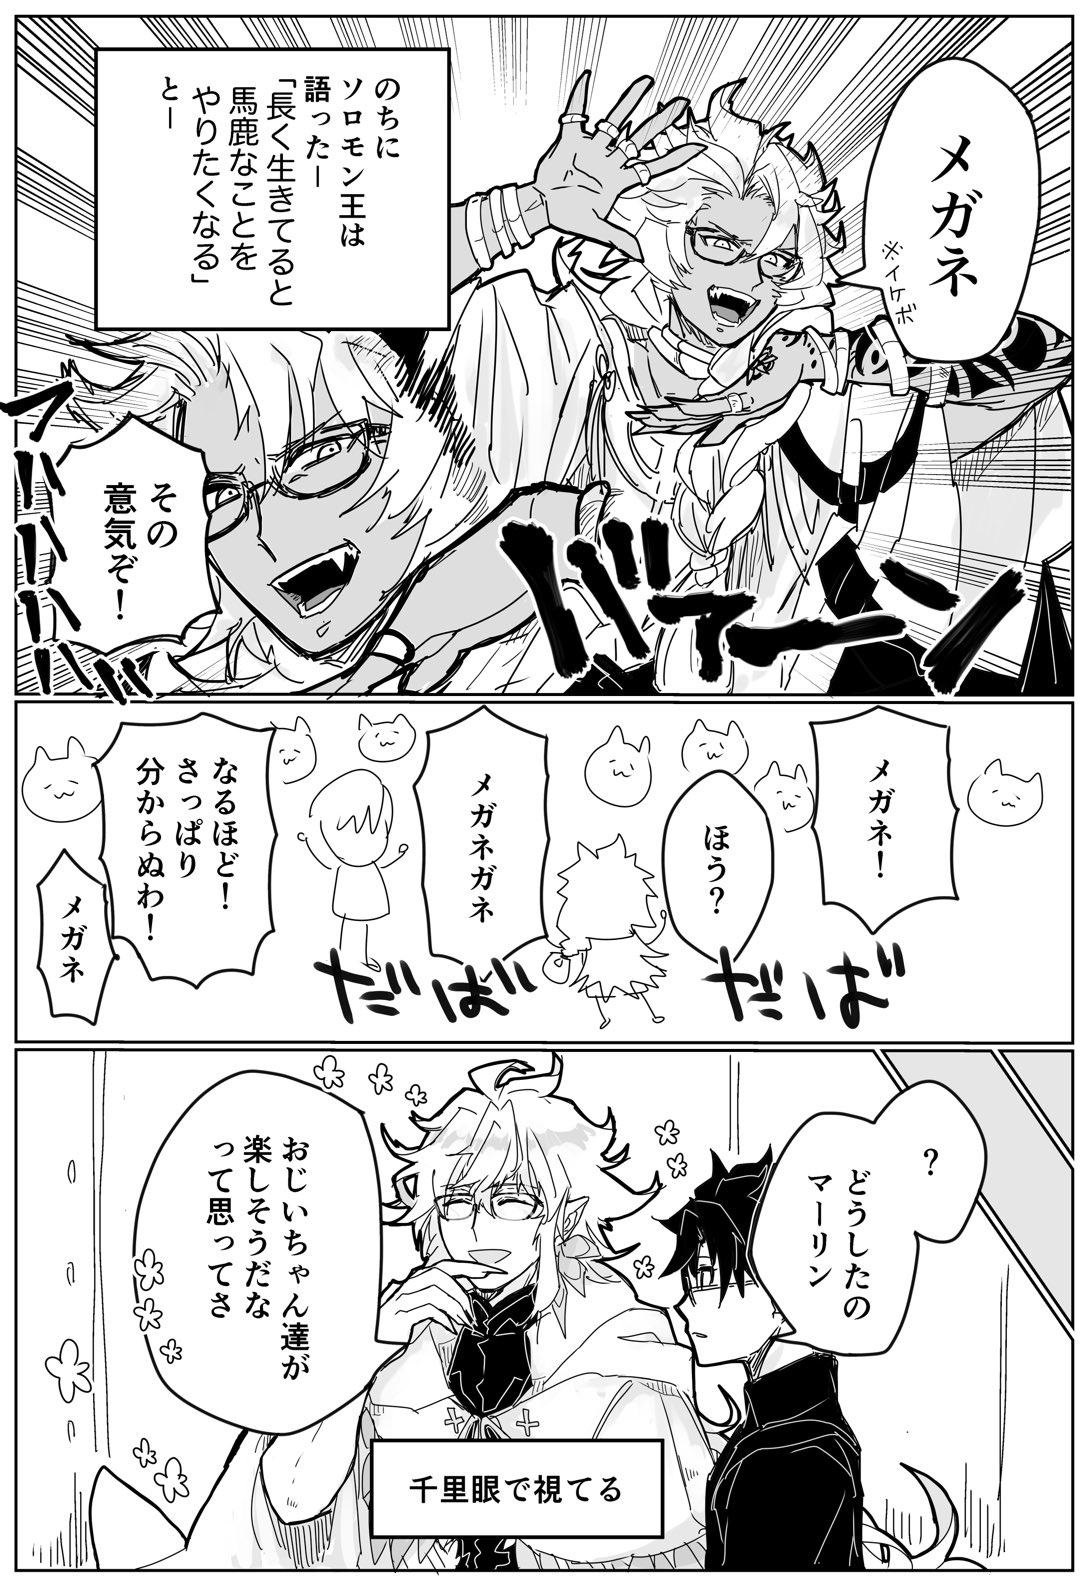 メガネ
※イケボ
のちに
ソロモン王は
語ったー
「長く生きてると
馬鹿なことを
やりたくなる」
とー
その
意気ぞ！
バァーン
メガネ！
ほう？
だば
メガネガネ
だば
なるほど！
さっぱり
分からぬわ！
メガネ
？
どうしたの
マーリン
おじいちゃん達が
楽しそうだな
って思ってさ
千里眼で視てる